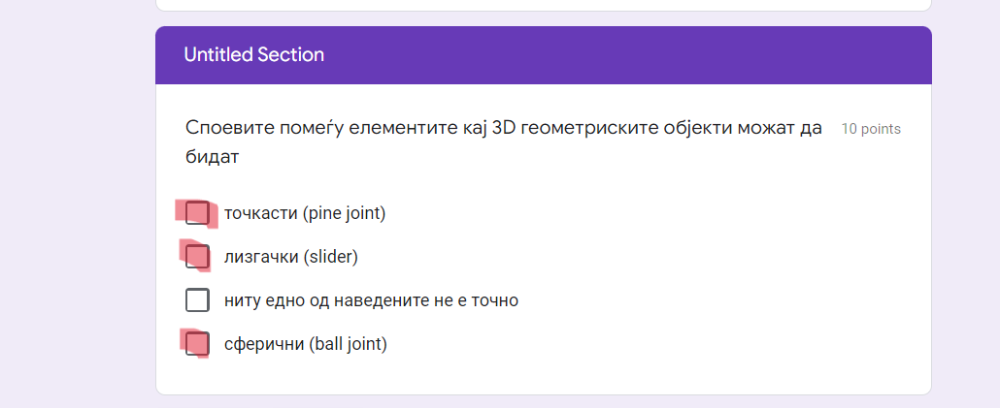 Untitled Section
Споевите помеѓу елементите кај 3D геометриските објекти можат да 10 points
бидат
точкасти (pine joint)
лизгачки (slider)
ниту едно од наведените не е точно
сферични (ball joint)